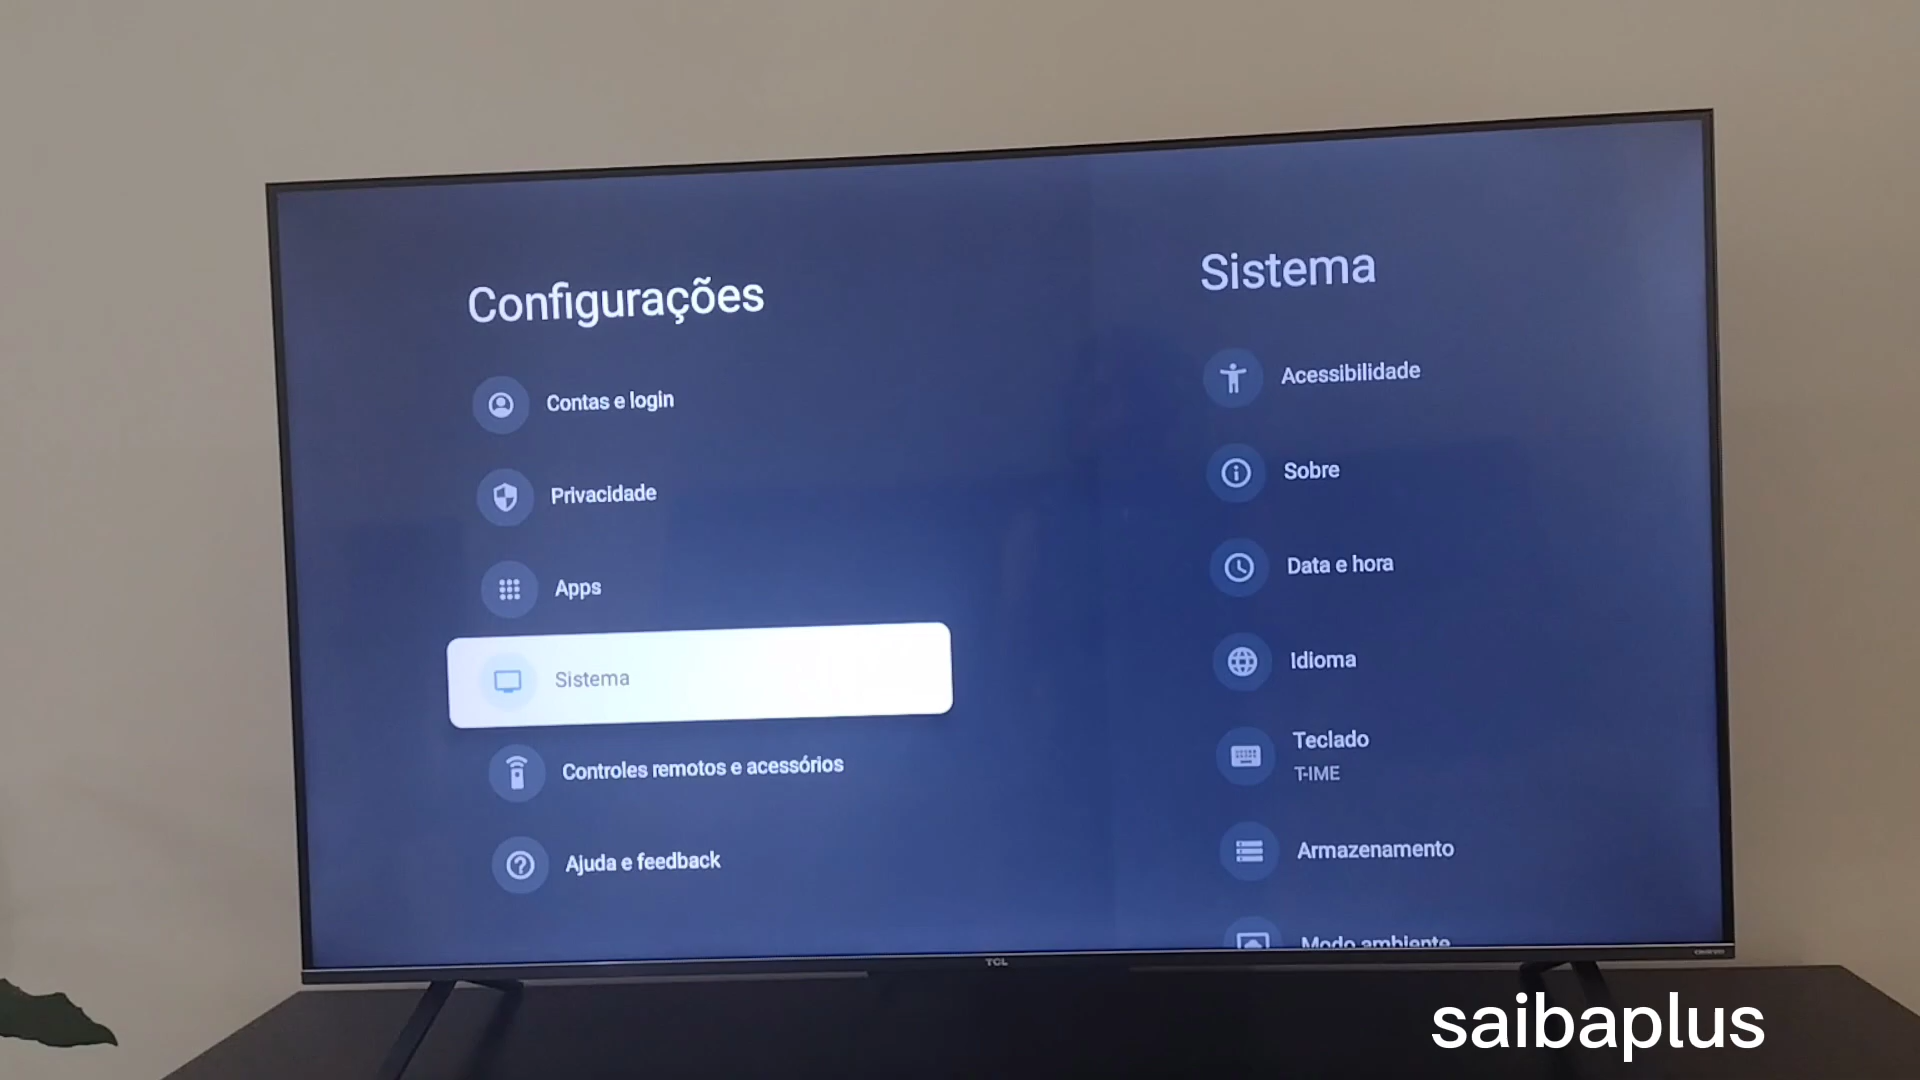 Configurações
Contas e login
Privacidade
Apps
Sistema
Controles remotos e acessórios
Ajuda e feedback
Sistema
Acessibilidade
Sobre
Data e hora
Idioma
Teclado
T-IME
Armazenamento
Modo ambiente
TCL
saibaplus